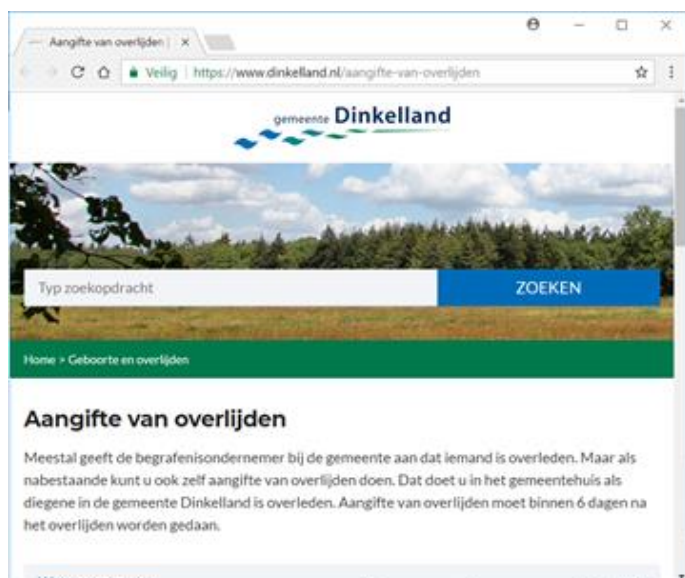 Aangifte van overlijden |
Veilig | https://www.dinkelland.nl/aangifte-van-overlijden
gemeente Dinkelland
Typ zoekopdracht
ZOEKEN
Home > Geboorte en overlijden
Aangifte van overlijden
Meestal geeft de begrafenisondernemer bij de gemeente aan dat iemand is overleden. Maar als
nabestaande kunt u ook zelf aangifte van overlijden doen. Dat doet u in het gemeentehuis als
diegene in de gemeente Dinkelland is overleden. Aangifte van overlijden moet binnen 6 dagen na
het overlijden worden gedaan.